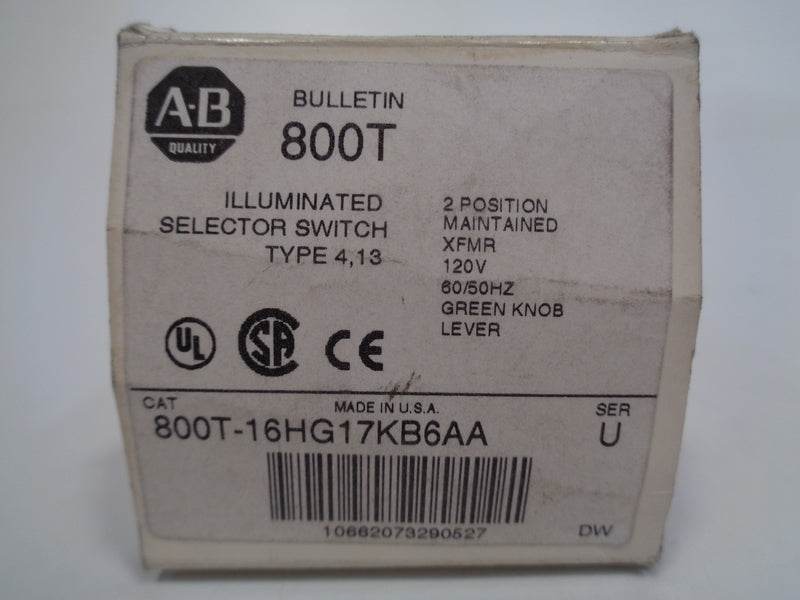 A-B
QUALITY
BULLETIN
800T
ILLUMINATED
SELECTOR SWITCH
TYPE 4,13
2 POSITION
MAINTAINED
XFMR
120V
60/50HZ
GREEN KNOB
LEVER
UL
SA
CE
CAT
MADE IN U.S.A.
SER
800T-16HG17KB6AA
U
10662073290527
DW